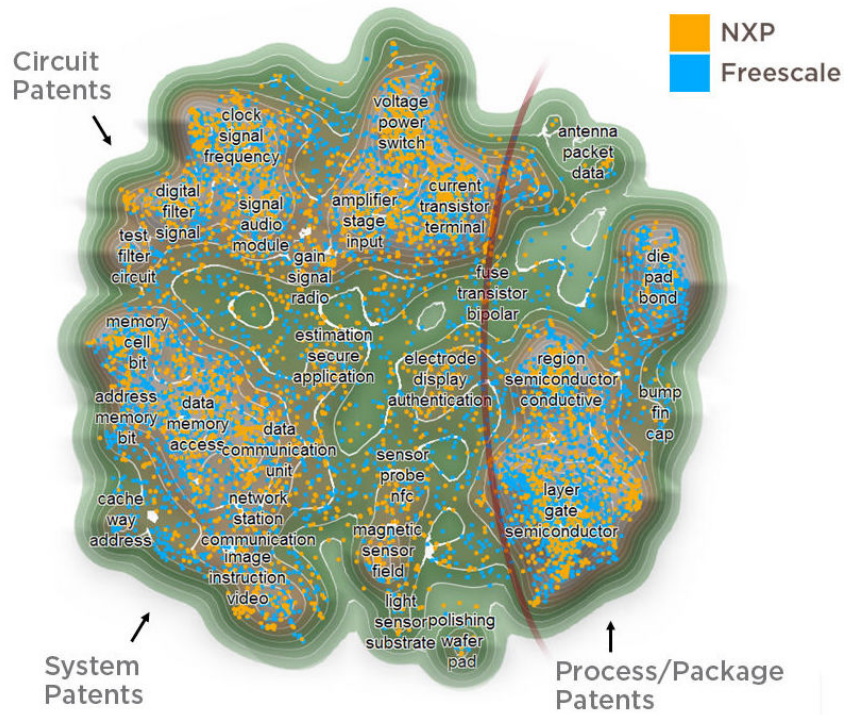 NXP
Freescale
Circuit
Patents
clock
signal
frequency
voltage
power
switch
antenna
packet
data
digital
filter
signal
signal
audio
module
amplifier
stage
input
current
transistor
terminal
test
filter
circuit
gain
signal
radio
fuse
transistor
bipolar
die
pad
bond
memory
cell
bit
estimation
secure
application
electrode
display
authentication
region
semiconductor
conductive
bump
fin
cap
address
memory
bit
data
memory
access
data
communication
unit
sensor
probe
nfc
cache
way
address
network
station
communication
layer
gate
semiconductor
magnetic
sensor
field
image
instruction
video
light
sensor
substrate
polishing
wafer
pad
System
Patents
Process/Package
Patents